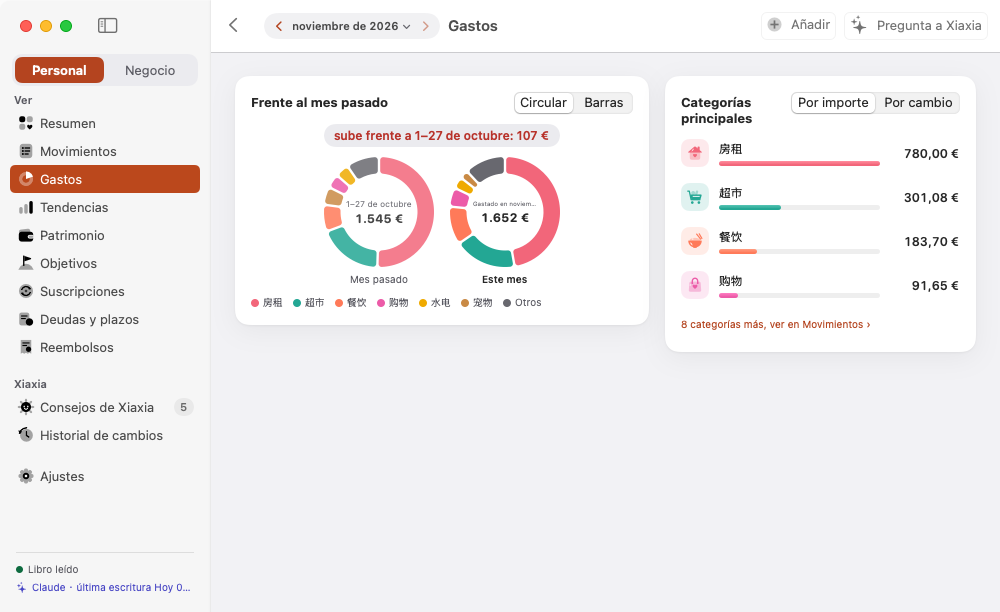 noviembre de 2026
Gastos
Añadir
Pregunta a Xiaxia
Personal
Negocio
Ver
Resumen
Movimientos
Gastos
Tendencias
Patrimonio
Objetivos
Suscripciones
Deudas y plazos
Reembolsos
Xiaxia
Consejos de Xiaxia
5
Historial de cambios
Ajustes
Libro leído
Claude · última escritura Hoy 0...
Frente al mes pasado
Circular
Barras
sube frente a 1–27 de octubre: 107 €
1–27 de octubre
1.545 €
Mes pasado
Gastado en noviem...
1.652 €
Este mes
房租
超市
餐饮
购物
水电
宠物
Otros
Categorías
principales
Por importe
Por cambio
房租
780,00 €
超市
301,08 €
餐饮
183,70 €
购物
91,65 €
8 categorías más, ver en Movimientos ›